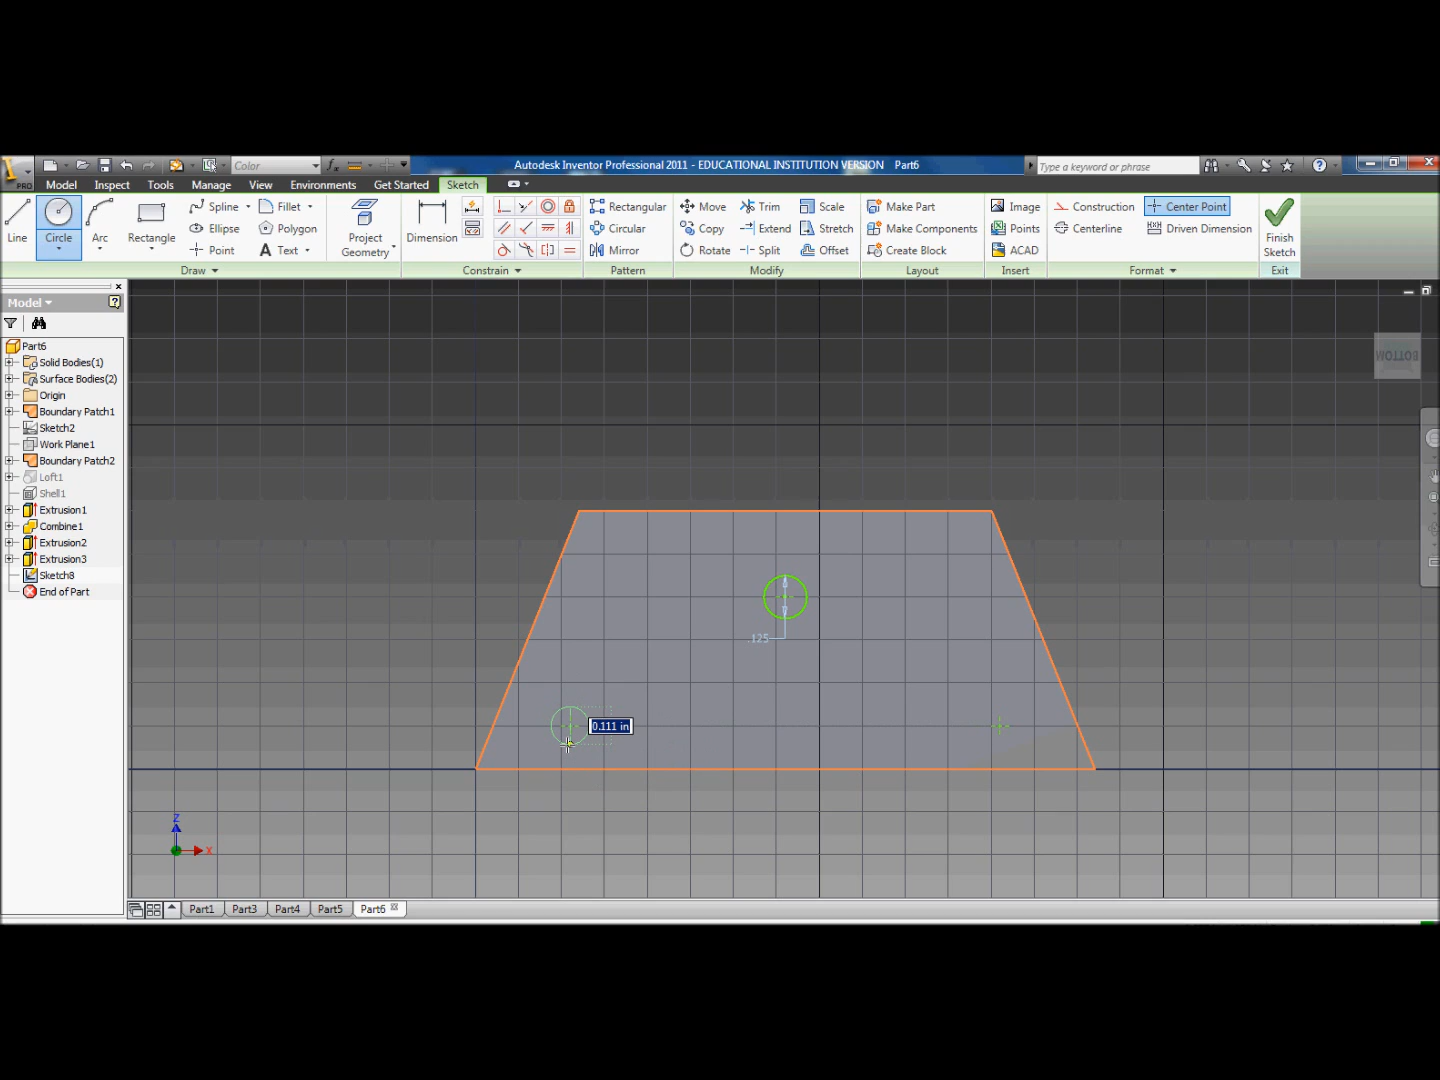 Color
Autodesk Inventor Professional 2011 - EDUCATIONAL INSTITUTION VERSION Part6
Type a keyword or phrase
PRO
Model Inspect Tools Manage View Environments Get Started Sketch
Line Circle Arc Rectangle
Spline Fillet
Ellipse Polygon
Point Text
Project Geometry
Dimension
Rectangular
Circular
Mirror
Move Trim Scale
Copy Extend Stretch
Rotate Split Offset
Make Part
Make Components
Create Block
Image
Points
ACAD
Construction Center Point
Centerline Driven Dimension
Finish Sketch
Draw Constrain Pattern Modify Layout Insert Format Exit
Model
Part6
Solid Bodies(1)
Surface Bodies(2)
Origin
Boundary Patch1
Sketch2
Work Plane1
Boundary Patch2
Loft1
Shell1
Extrusion1
Combine1
Extrusion2
Extrusion3
Sketch8
End of Part
BOTTOM
.125
0.111 in
Z
X
Part1 Part3 Part4 Part5 Part6